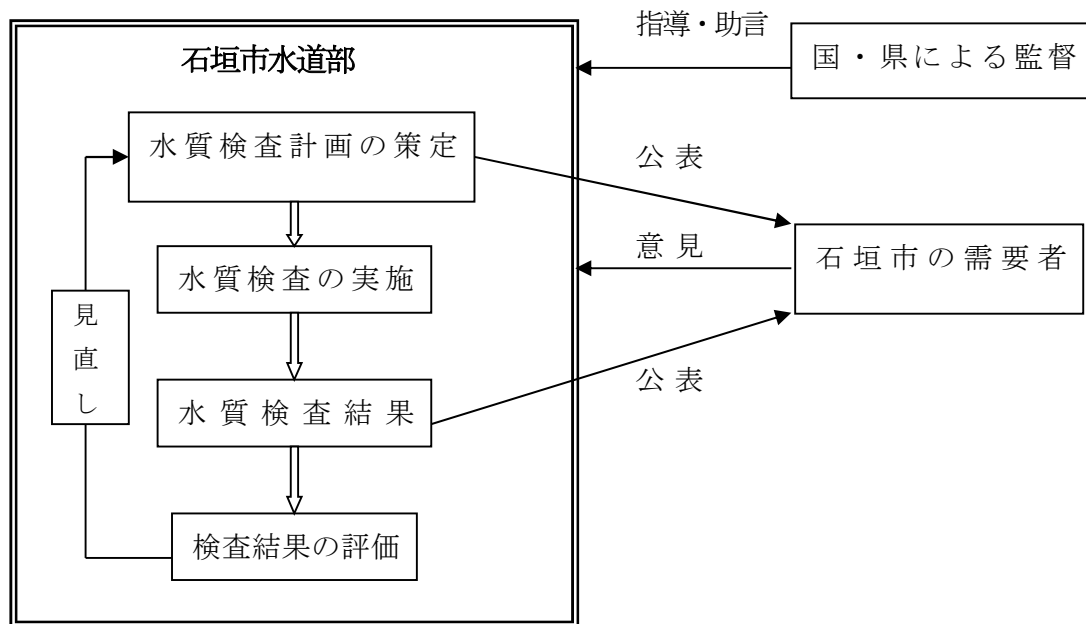 指導・助言
国・県による監督
石垣市水道部
水質検査計画の策定
公表
意見
石垣市の需要者
水質検査の実施
見
直
し
公表
水質検査結果
検査結果の評価